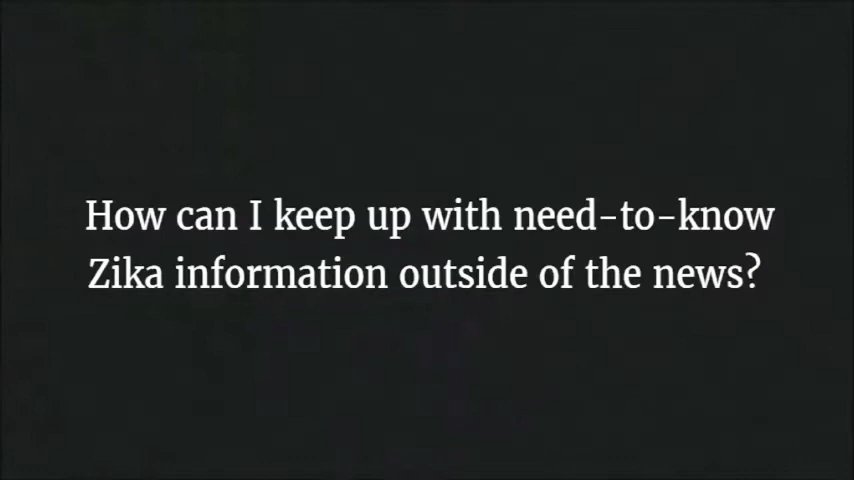 How can I keep up with need-to-know
Zika information outside of the news?